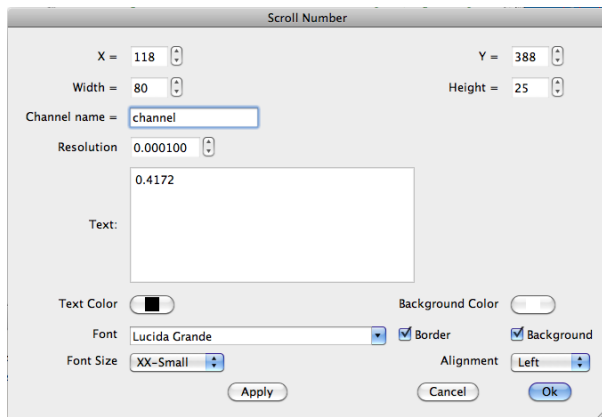 Scroll Number
X = 118 Y = 388
Width = 80 Height = 25
Channel name = channel
Resolution 0.000100
0.4172
Text:
Text Color Background Color
Font Lucida Grande Border Background
Font Size XX-Small Alignment Left
Apply Cancel Ok